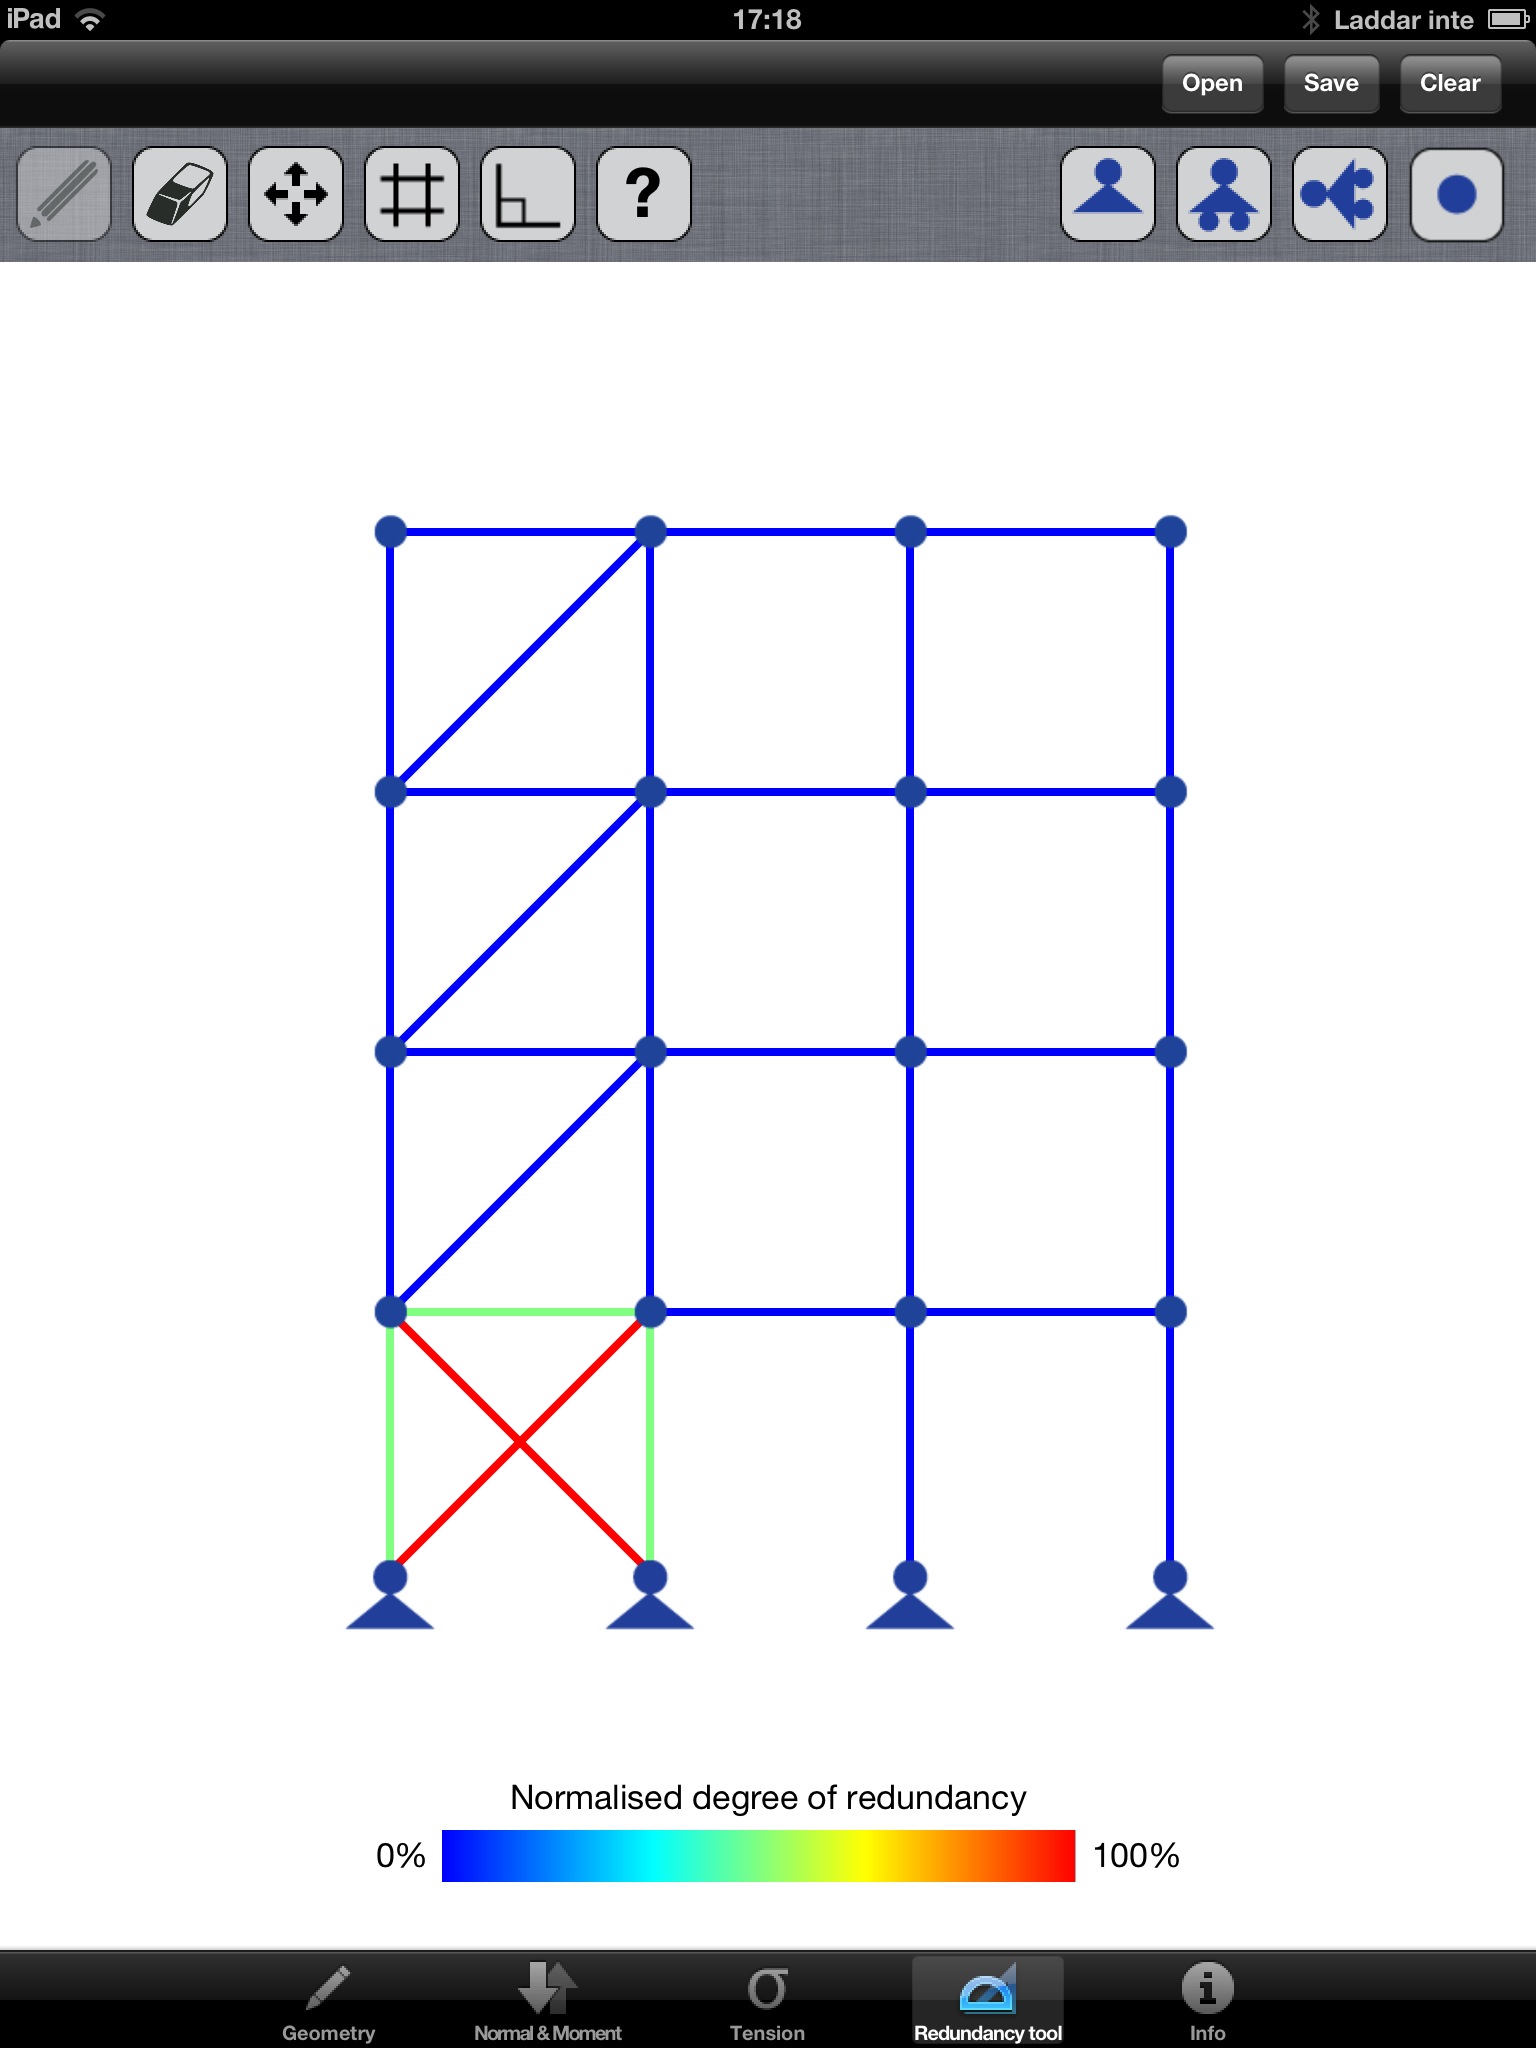 iPad 17:18 Laddar inte
Open Save Clear
?
Normalised degree of redundancy
0% 100%
σ
Geometry Normal & Moment Tension Redundancy tool Info